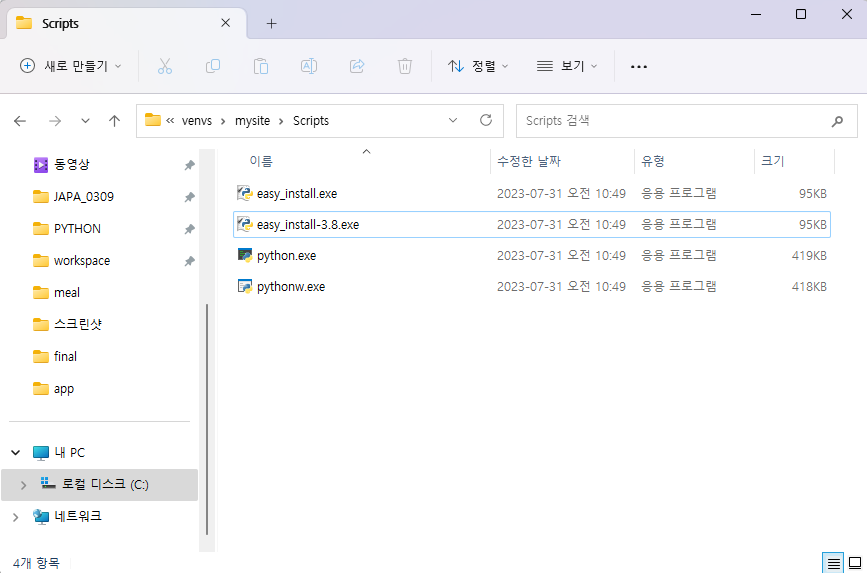 Scripts
새로 만들기
정렬
보기
venvs
mysite
Scripts
Scripts 검색
동영상
JAPA_0309
PYTHON
workspace
meal
스크린샷
final
app
내 PC
로컬 디스크 (C:)
네트워크
이름 수정한 날짜 유형 크기
easy_install.exe 2023-07-31 오전 10:49 응용 프로그램 95KB
easy_install-3.8.exe 2023-07-31 오전 10:49 응용 프로그램 95KB
python.exe 2023-07-31 오전 10:49 응용 프로그램 419KB
pythonw.exe 2023-07-31 오전 10:49 응용 프로그램 418KB
4개 항목